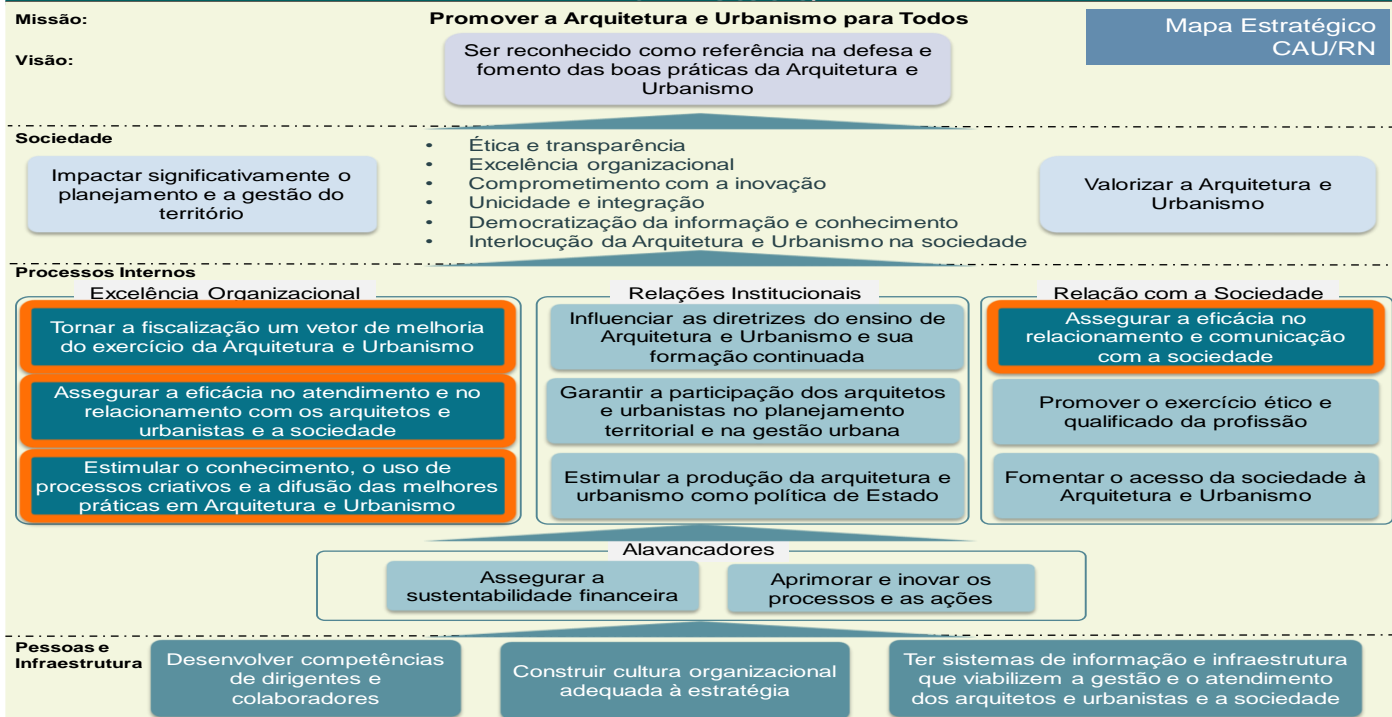 Missão:
Promover a Arquitetura e Urbanismo para Todos
Mapa Estratégico
CAU/RN
Visão:
Ser reconhecido como referência na defesa e
fomento das boas práticas da Arquitetura e
Urbanismo
Sociedade
Impactar significativamente o
planejamento e a gestão do
território
• Ética e transparência
• Excelência organizacional
• Comprometimento com a inovação
• Unicidade e integração
• Democratização da informação e conhecimento
• Interlocução da Arquitetura e Urbanismo na sociedade
Valorizar a Arquitetura e
Urbanismo
Processos Internos
Excelência Organizacional
Tornar a fiscalização um vetor de melhoria
do exercício da Arquitetura e Urbanismo
Assegurar a eficácia no atendimento e no
relacionamento com os arquitetos e
urbanistas e a sociedade
Estimular o conhecimento, o uso de
processos criativos e a difusão das melhores
práticas em Arquitetura e Urbanismo
Relações Institucionais
Influenciar as diretrizes do ensino de
Arquitetura e Urbanismo e sua
formação continuada
Garantir a participação dos arquitetos
e urbanistas no planejamento
territorial e na gestão urbana
Estimular a produção da arquitetura e
urbanismo como política de Estado
Relação com a Sociedade
Assegurar a eficácia no
relacionamento e comunicação
com a sociedade
Promover o exercício ético e
qualificado da profissão
Fomentar o acesso da sociedade à
Arquitetura e Urbanismo
Alavancadores
Assegurar a
sustentabilidade financeira
Aprimorar e inovar os
processos e as ações
Pessoas e
Infraestrutura
Desenvolver competências
de dirigentes e
colaboradores
Construir cultura organizacional
adequada à estratégia
Ter sistemas de informação e infraestrutura
que viabilizem a gestão e o atendimento
dos arquitetos e urbanistas e a sociedade